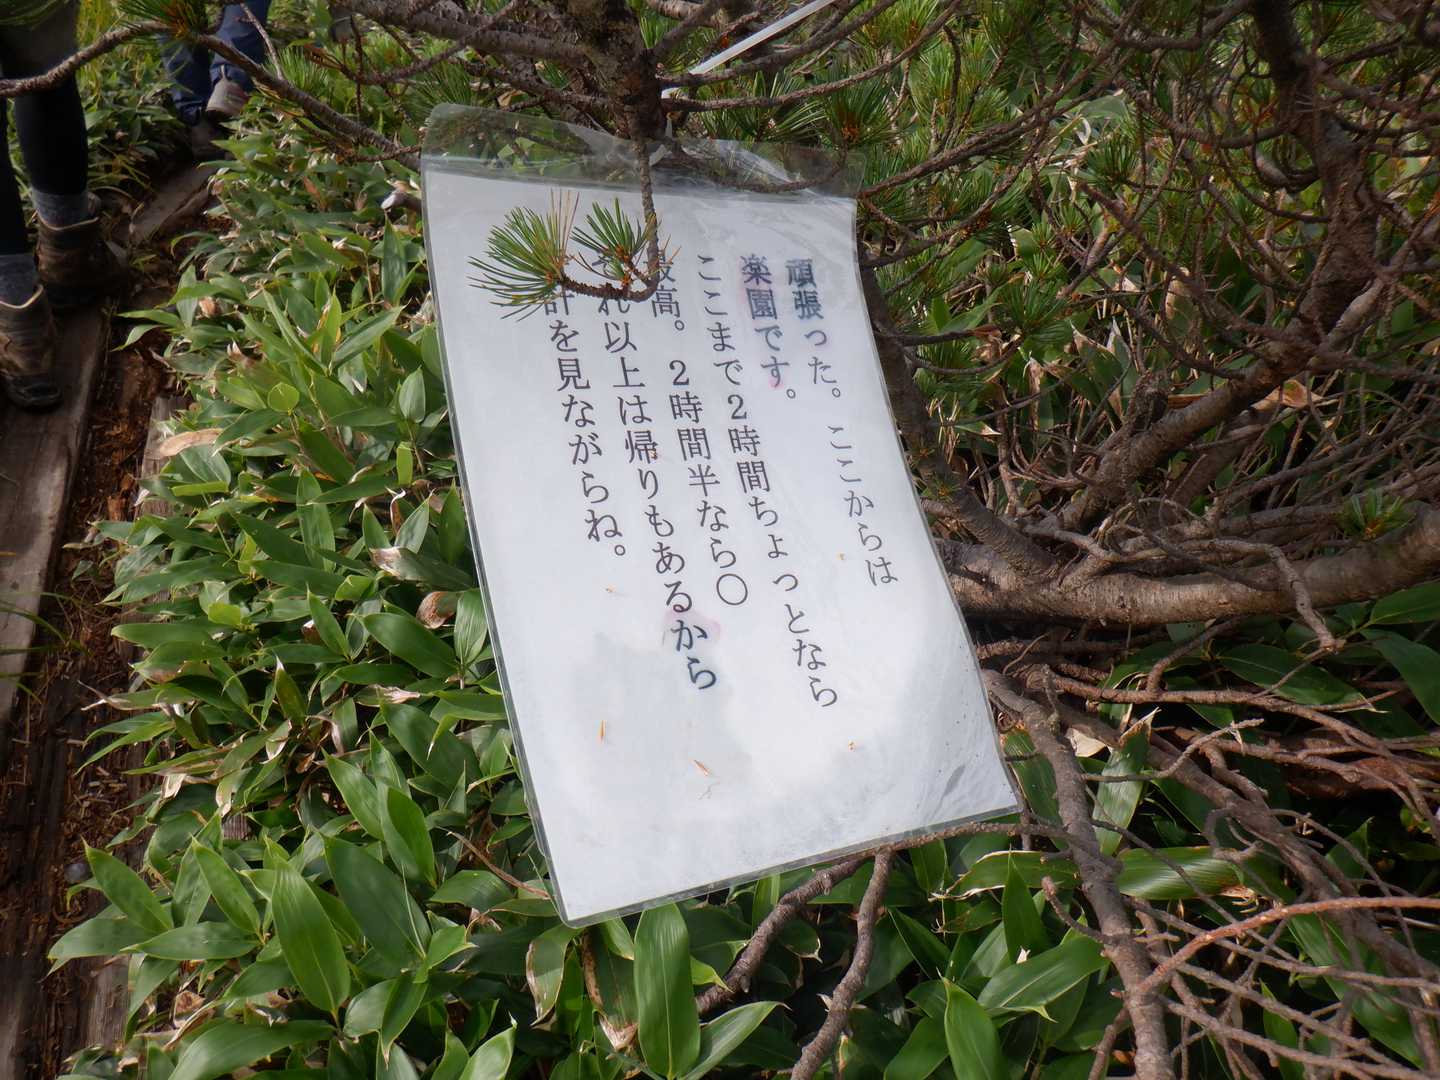 頑張った。ここからは
楽園です。
ここまで2時間ちょっとなら
最高。2時間半なら〇
それ以上は帰りもあるから
計を見ながらね。